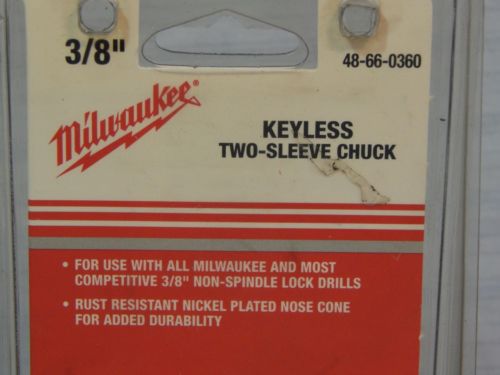 3/8"
48-66-0360
Milwaukee®
KEYLESS
TWO-SLEEVE CHUCK
• FOR USE WITH ALL MILWAUKEE AND MOST
COMPETITIVE 3/8" NON-SPINDLE LOCK DRILLS
• RUST RESISTANT NICKEL PLATED NOSE CONE
FOR ADDED DURABILITY